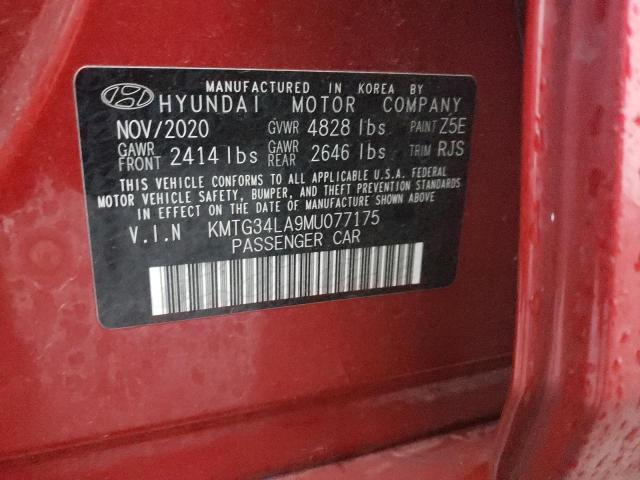 MANUFACTURED IN KOREA BY
HYUNDAI MOTOR COMPANY
NOV/2020 GVWR 4828 lbs PAINT Z5E
GAWR FRONT 2414 lbs GAWR REAR 2646 lbs TRIM RJS
THIS VEHICLE CONFORMS TO ALL APPLICABLE U.S.A. FEDERAL
MOTOR VEHICLE SAFETY, BUMPER, AND THEFT PREVENTION STANDARDS
IN EFFECT ON THE DATE OF MANUFACTURE SHOWN ABOVE
V.I.N KMTG34LA9MU077175
PASSENGER CAR